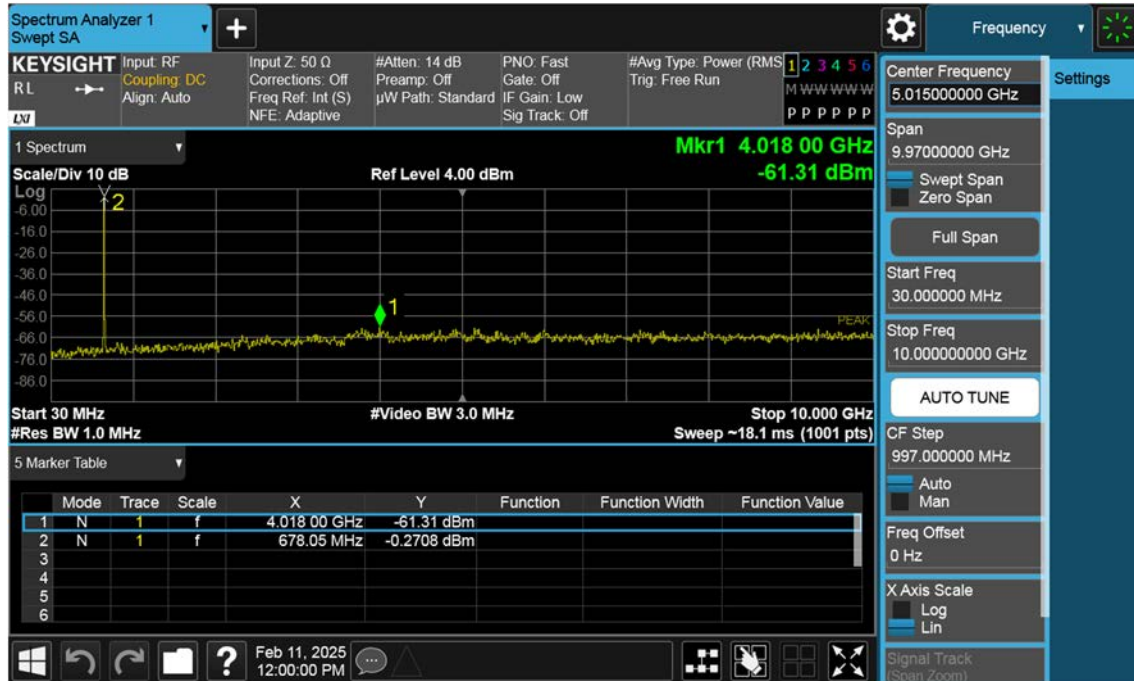 Spectrum Analyzer 1
Swept SA
Frequency
KEYSIGHT
R L
LXI
Input: RF
Coupling: DC
Align: Auto
Input Z: 50 Ω
Corrections: Off
Freq Ref: Int (S)
NFE: Adaptive
#Atten: 14 dB
Preamp: Off
µW Path: Standard
PNO: Fast
Gate: Off
IF Gain: Low
Sig Track: Off
#Avg Type: Power (RMS
Trig: Free Run
1 2 3 4 5 6
M W W W W W
P P P P P P
1 Spectrum
Scale/Div 10 dB
Ref Level 4.00 dBm
Mkr1 4.018 00 GHz
-61.31 dBm
Log
-6.00
-16.0
-26.0
-36.0
-46.0
-56.0
-66.0
-76.0
-86.0
2
1
PEAK
Start 30 MHz
#Video BW 3.0 MHz
Stop 10.000 GHz
#Res BW 1.0 MHz
Sweep ~18.1 ms (1001 pts)
5 Marker Table
Mode Trace Scale X Y Function Function Width Function Value
1 N 1 f 4.018 00 GHz -61.31 dBm
2 N 1 f 678.05 MHz -0.2708 dBm
3
4
5
6
?
Feb 11, 2025
12:00:00 PM
Center Frequency
5.015000000 GHz
Settings
Span
9.97000000 GHz
Swept Span
Zero Span
Full Span
Start Freq
30.000000 MHz
Stop Freq
10.000000000 GHz
AUTO TUNE
CF Step
997.000000 MHz
Auto
Man
Freq Offset
0 Hz
X Axis Scale
Log
Lin
Signal Track
(Span Zoom)